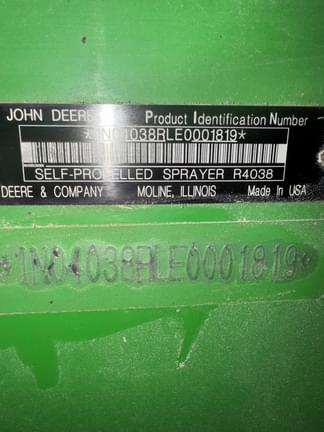 JOHN DEERE Product Identification Number
*1N04038RLE0001819*
SELF-PROPELLED SPRAYER R4038
DEERE & COMPANY MOLINE, ILLINOIS Made In USA
*1N04038RLE0001819*